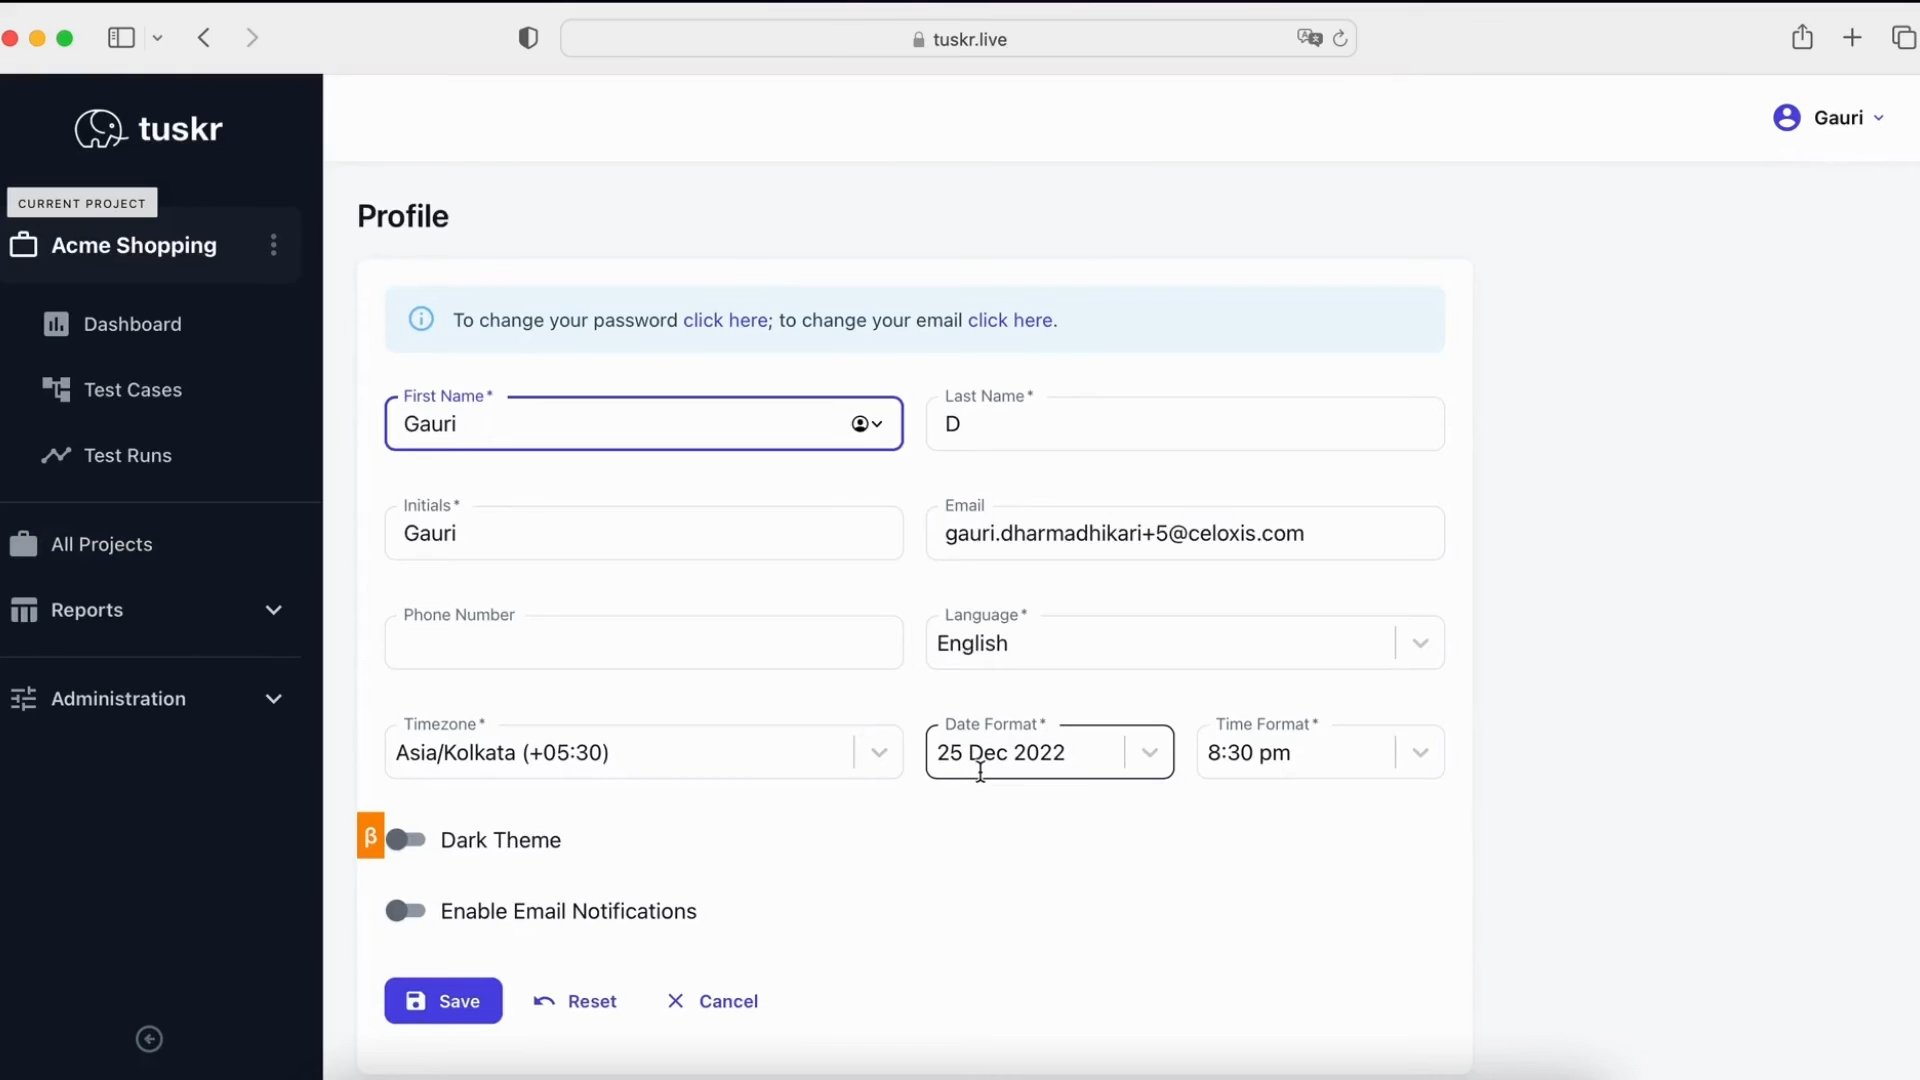 tuskr.live
tuskr
Gauri
CURRENT PROJECT
Acme Shopping
Dashboard
Test Cases
Test Runs
All Projects
Reports
Administration
Profile
To change your password click here; to change your email click here.
First Name*
Gauri
Last Name*
D
Initials*
Gauri
Email
gauri.dharmadhikari+5@celoxis.com
Phone Number
Language*
English
Timezone*
Asia/Kolkata (+05:30)
Date Format*
25 Dec 2022
Time Format*
8:30 pm
β
Dark Theme
Enable Email Notifications
Save
Reset
Cancel